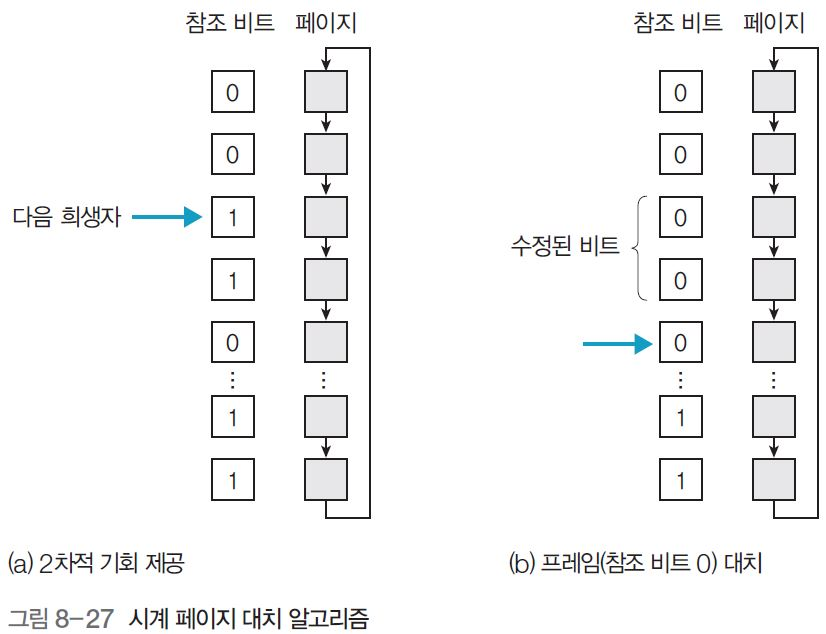 참조 비트 페이지 참조 비트 페이지
0 0
0 0
다음 희생자 1 0
수정된 비트
1 0
0 0
⋮ ⋮ ⋮ ⋮
1 1
1 1
(a) 2차적 기회 제공 (b) 프레임(참조 비트 0) 대치
그림 8-27 시계 페이지 대치 알고리즘